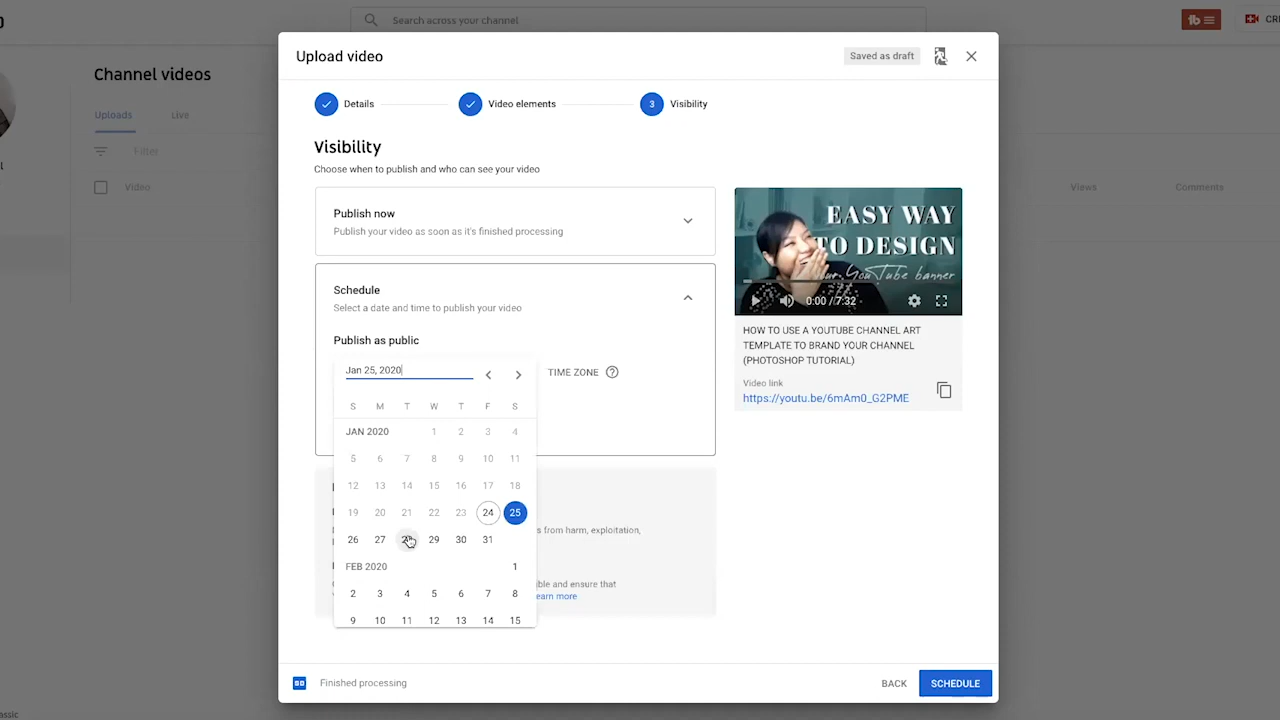 Search across your channel
Upload video
Saved as draft
Channel videos
Details
Video elements
3
Visibility
Uploads
Live
Filter
Video
Views
Comments
Visibility
Choose when to publish and who can see your video
Publish now
Publish your video as soon as it's finished processing
Schedule
Select a date and time to publish your video
Publish as public
Jan 25, 2020
TIME ZONE
S M T W T F S
JAN 2020 1 2 3 4
5 6 7 8 9 10 11
12 13 14 15 16 17 18
19 20 21 22 23 24 25
26 27 28 29 30 31
FEB 2020 1
2 3 4 5 6 7 8
9 10 11 12 13 14 15
s from harm, exploitation,
ible and ensure that
earn more
EASY WAY
TO DESIGN
your YouTube banner
0:00 / 7:32
HOW TO USE A YOUTUBE CHANNEL ART
TEMPLATE TO BRAND YOUR CHANNEL
(PHOTOSHOP TUTORIAL)
Video link
https://youtu.be/6mAm0_G2PME
Finished processing
BACK
SCHEDULE
assic